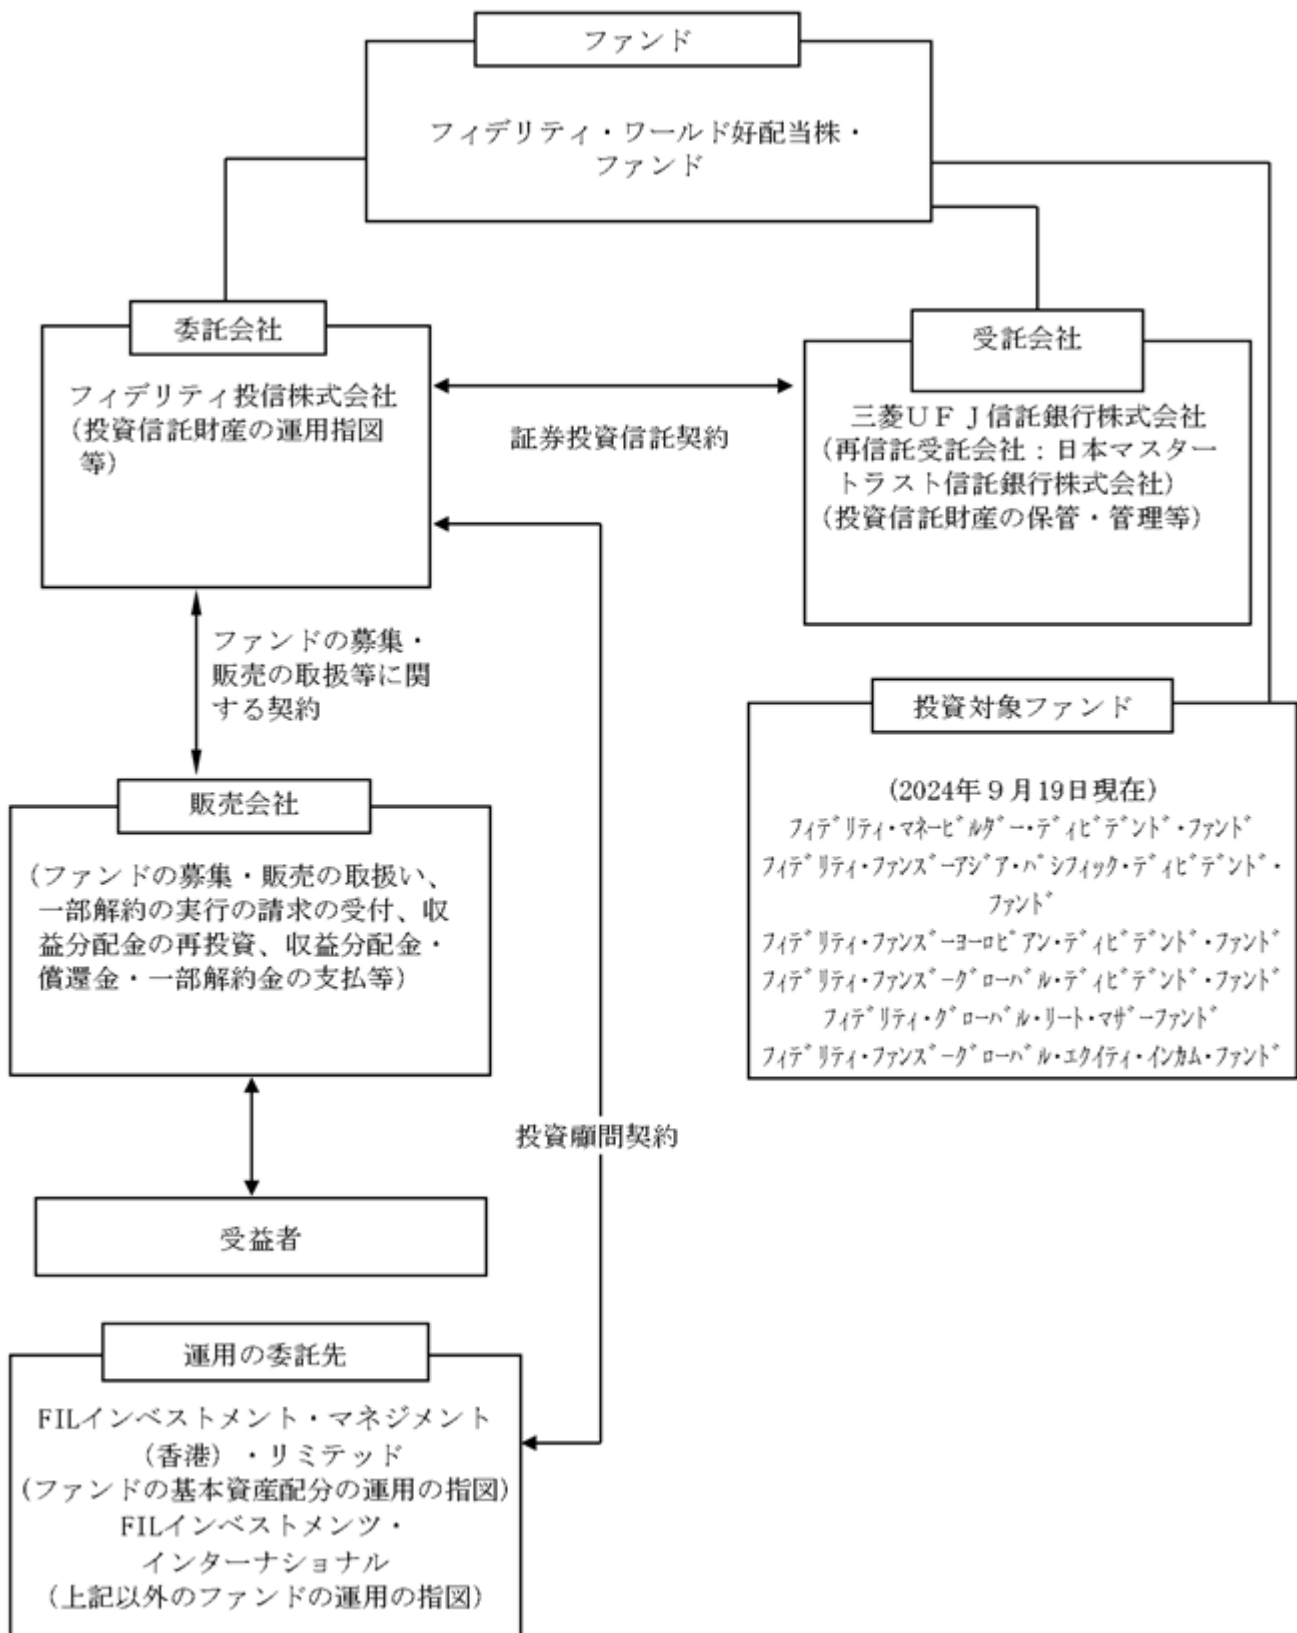 ファンド
フィデリティ・ワールド好配当株・
ファンド
委託会社
フィデリティ投信株式会社
(投資信託財産の運用指図
等)
証券投資信託契約
受託会社
三菱UFJ信託銀行株式会社
(再信託受託会社:日本マスター
トラスト信託銀行株式会社)
(投資信託財産の保管・管理等)
ファンドの募集・
販売の取扱等に関
する契約
販売会社
(ファンドの募集・販売の取扱い、
一部解約の実行の請求の受付、収
益分配金の再投資、収益分配金・
償還金・一部解約金の支払等)
投資対象ファンド
(2024年9月19日現在)
フィデリティ・マネービルダー・ディビデンド・ファンド
フィデリティ・ファンズ-アジア・パシフィック・ディビデンド・
ファンド
フィデリティ・ファンズ-ヨーロピアン・ディビデンド・ファンド
フィデリティ・ファンズ-グローバル・ディビデンド・ファンド
フィデリティ・グローバル・リート・マザーファンド
フィデリティ・ファンズ-グローバル・エクイティ・インカム・ファンド
投資顧問契約
受益者
運用の委託先
FILインベストメント・マネジメント
(香港)・リミテッド
(ファンドの基本資産配分の運用の指図)
FILインベストメンツ・
インターナショナル
(上記以外のファンドの運用の指図)